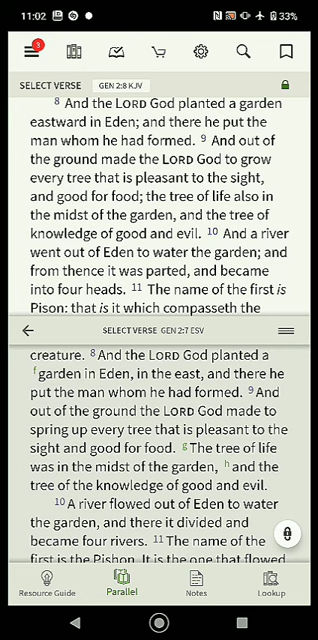 11:02
33%
3
SELECT VERSE GEN 2:8 KJV
8 And the LORD God planted a garden
eastward in Eden; and there he put the
man whom he had formed. 9 And out of
the ground made the LORD God to grow
every tree that is pleasant to the sight,
and good for food; the tree of life also in
the midst of the garden, and the tree of
knowledge of good and evil. 10 And a river
went out of Eden to water the garden; and
from thence it was parted, and became
into four heads. 11 The name of the first is
Pison: that is it which compasseth the
SELECT VERSE GEN 2:7 ESV
creature. 8 And the LORD God planted a
f garden in Eden, in the east, and there he
put the man whom he had formed. 9 And
out of the ground the LORD God made to
spring up every tree that is pleasant to the
sight and good for food. g The tree of life
was in the midst of the garden, h and the
tree of the knowledge of good and evil.
10 A river flowed out of Eden to water
the garden, and there it divided and
became four rivers. 11 The name of the
first is the Pishon. It is the one that flowed
Resource Guide
Parallel
Notes
Lookup